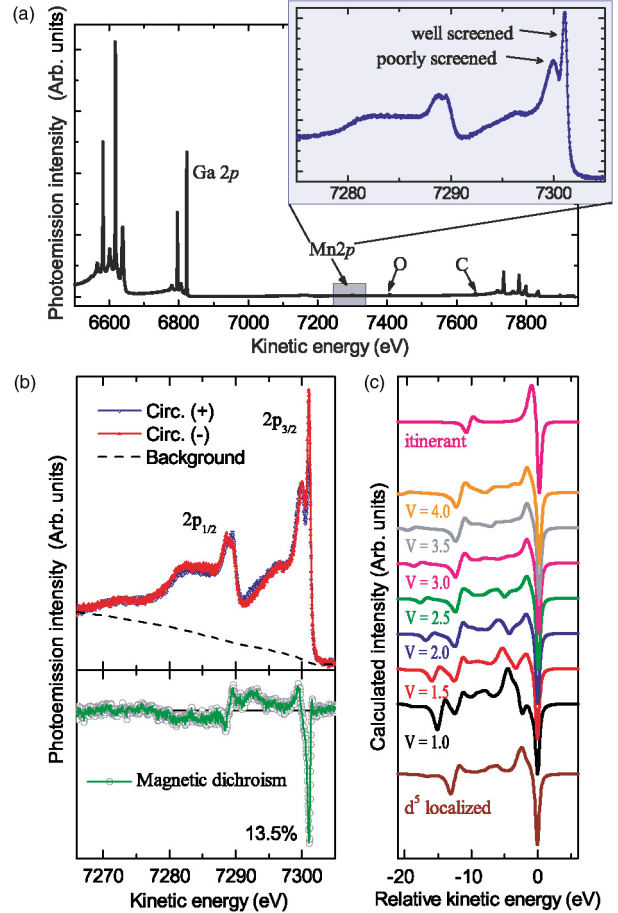 (a)
Photoemission intensity (Arb. units)
well screened
poorly screened
7280 7290 7300
Ga 2p
Mn2p
O
C
6600 6800 7000 7200 7400 7600 7800
Kinetic energy (eV)
(b)
Photoemission intensity (Arb. units)
Circ. (+)
Circ. (-)
Background
2p3/2
2p1/2
Magnetic dichroism
13.5%
7270 7280 7290 7300
Kinetic energy (eV)
(c)
Calculated intensity (Arb. units)
itinerant
V = 4.0
V = 3.5
V = 3.0
V = 2.5
V = 2.0
V = 1.5
V = 1.0
d⁵ localized
-20 -10 0
Relative kinetic energy (eV)